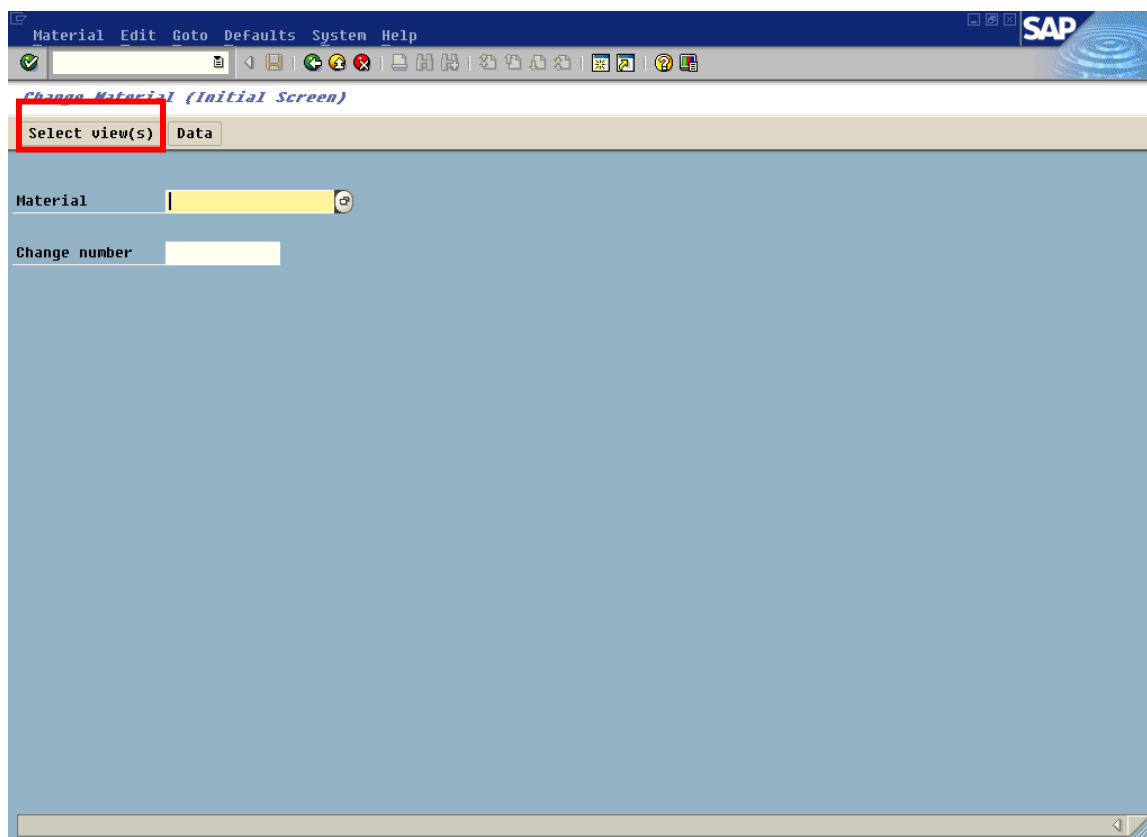 Material Edit Goto Defaults System Help
SAP
Change Material (Initial Screen)
Select view(s) Data
Material
Change number